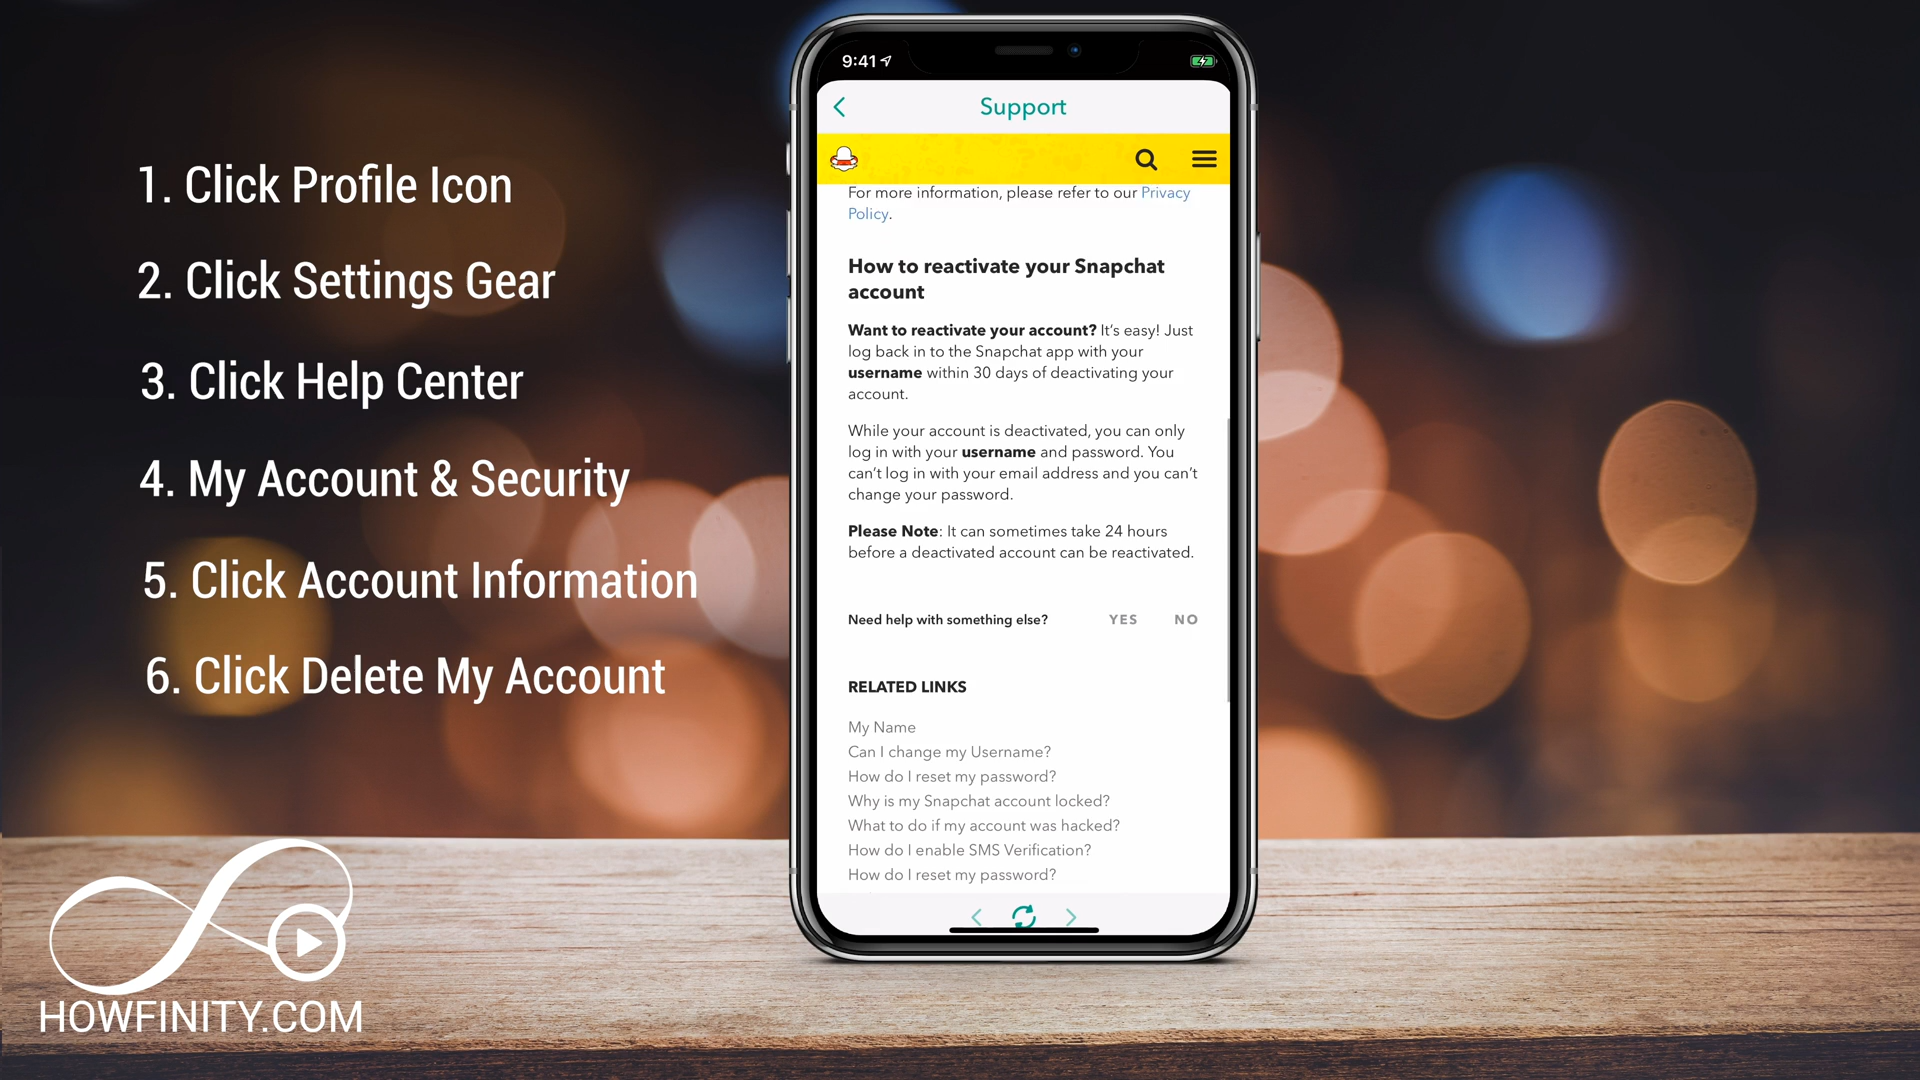 1. Click Profile Icon
2. Click Settings Gear
3. Click Help Center
4. My Account & Security
5. Click Account Information
6. Click Delete My Account
HOWFINITY.COM
9:41
Support
For more information, please refer to our Privacy
Policy.
How to reactivate your Snapchat
account
Want to reactivate your account? It’s easy! Just
log back in to the Snapchat app with your
username within 30 days of deactivating your
account.
While your account is deactivated, you can only
log in with your username and password. You
can’t log in with your email address and you can’t
change your password.
Please Note: It can sometimes take 24 hours
before a deactivated account can be reactivated.
Need help with something else? YES NO
RELATED LINKS
My Name
Can I change my Username?
How do I reset my password?
Why is my Snapchat account locked?
What to do if my account was hacked?
How do I enable SMS Verification?
How do I reset my password?